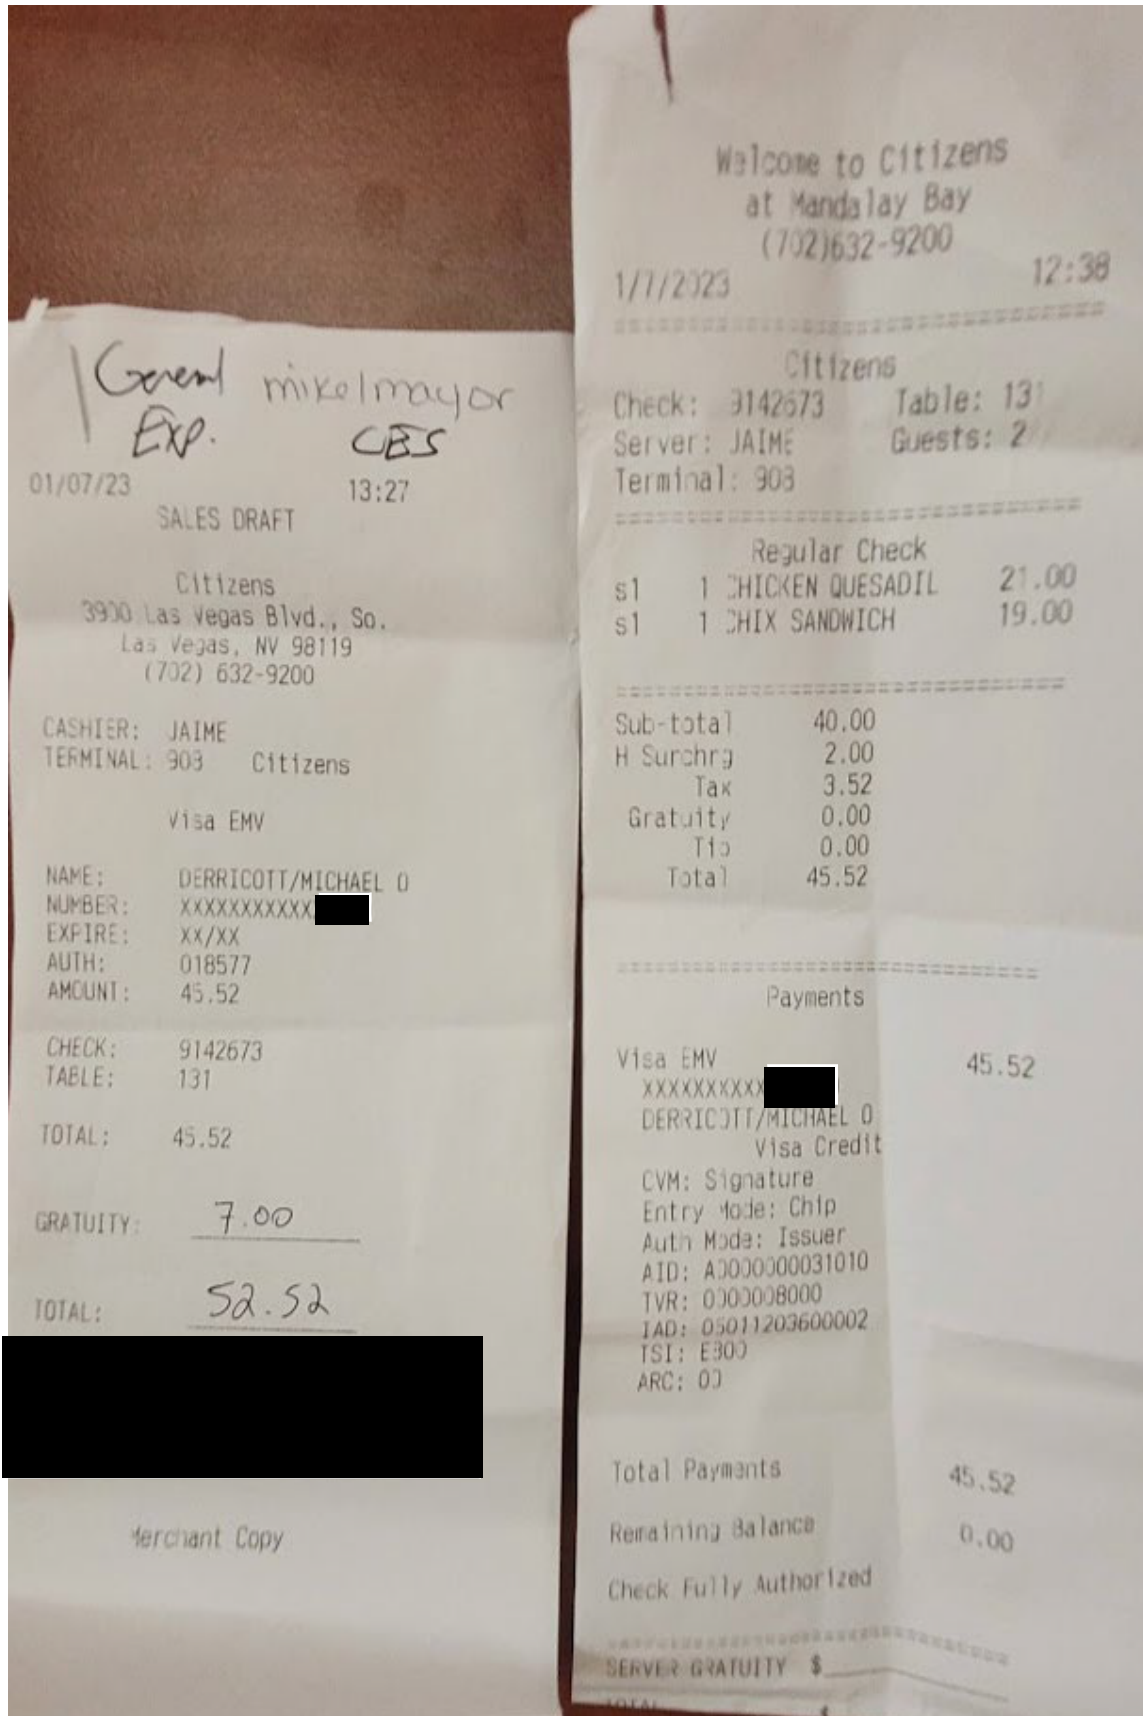 General mikelmayor
Exp. CES
01/07/23 13:27
SALES DRAFT
Citizens
3900 Las Vegas Blvd., So.
Las Vegas, NV 98119
(702) 632-9200
CASHIER: JAIME
TERMINAL: 903 Citizens
Visa EMV
NAME: DERRICOTT/MICHAEL O
NUMBER: XXXXXXXXXXX
EXPIRE: XX/XX
AUTH: 018577
AMOUNT: 45.52
CHECK: 9142673
TABLE: 131
TOTAL: 45.52
GRATUITY: 7.00
TOTAL: 52.52
Merchant Copy
Welcome to Citizens
at Mandalay Bay
(702)632-9200
1/7/2023 12:38
Citizens
Check: 9142673 Table: 131
Server: JAIME Guests: 2
Terminal: 903
Regular Check
s1 1 CHICKEN QUESADIL 21.00
s1 1 CHIX SANDWICH 19.00
Sub-total 40.00
H Surchrg 2.00
Tax 3.52
Gratuity 0.00
Tip 0.00
Total 45.52
Payments
Visa EMV 45.52
XXXXXXXXXX
DERRICOTT/MICHAEL O
Visa Credit
CVM: Signature
Entry Mode: Chip
Auth Mode: Issuer
AID: A0000000031010
TVR: 0000008000
IAD: 06011203600002
TSI: E800
ARC: 00
Total Payments 45.52
Remaining Balance 0.00
Check Fully Authorized
SERVER GRATUITY $
TOTAL $